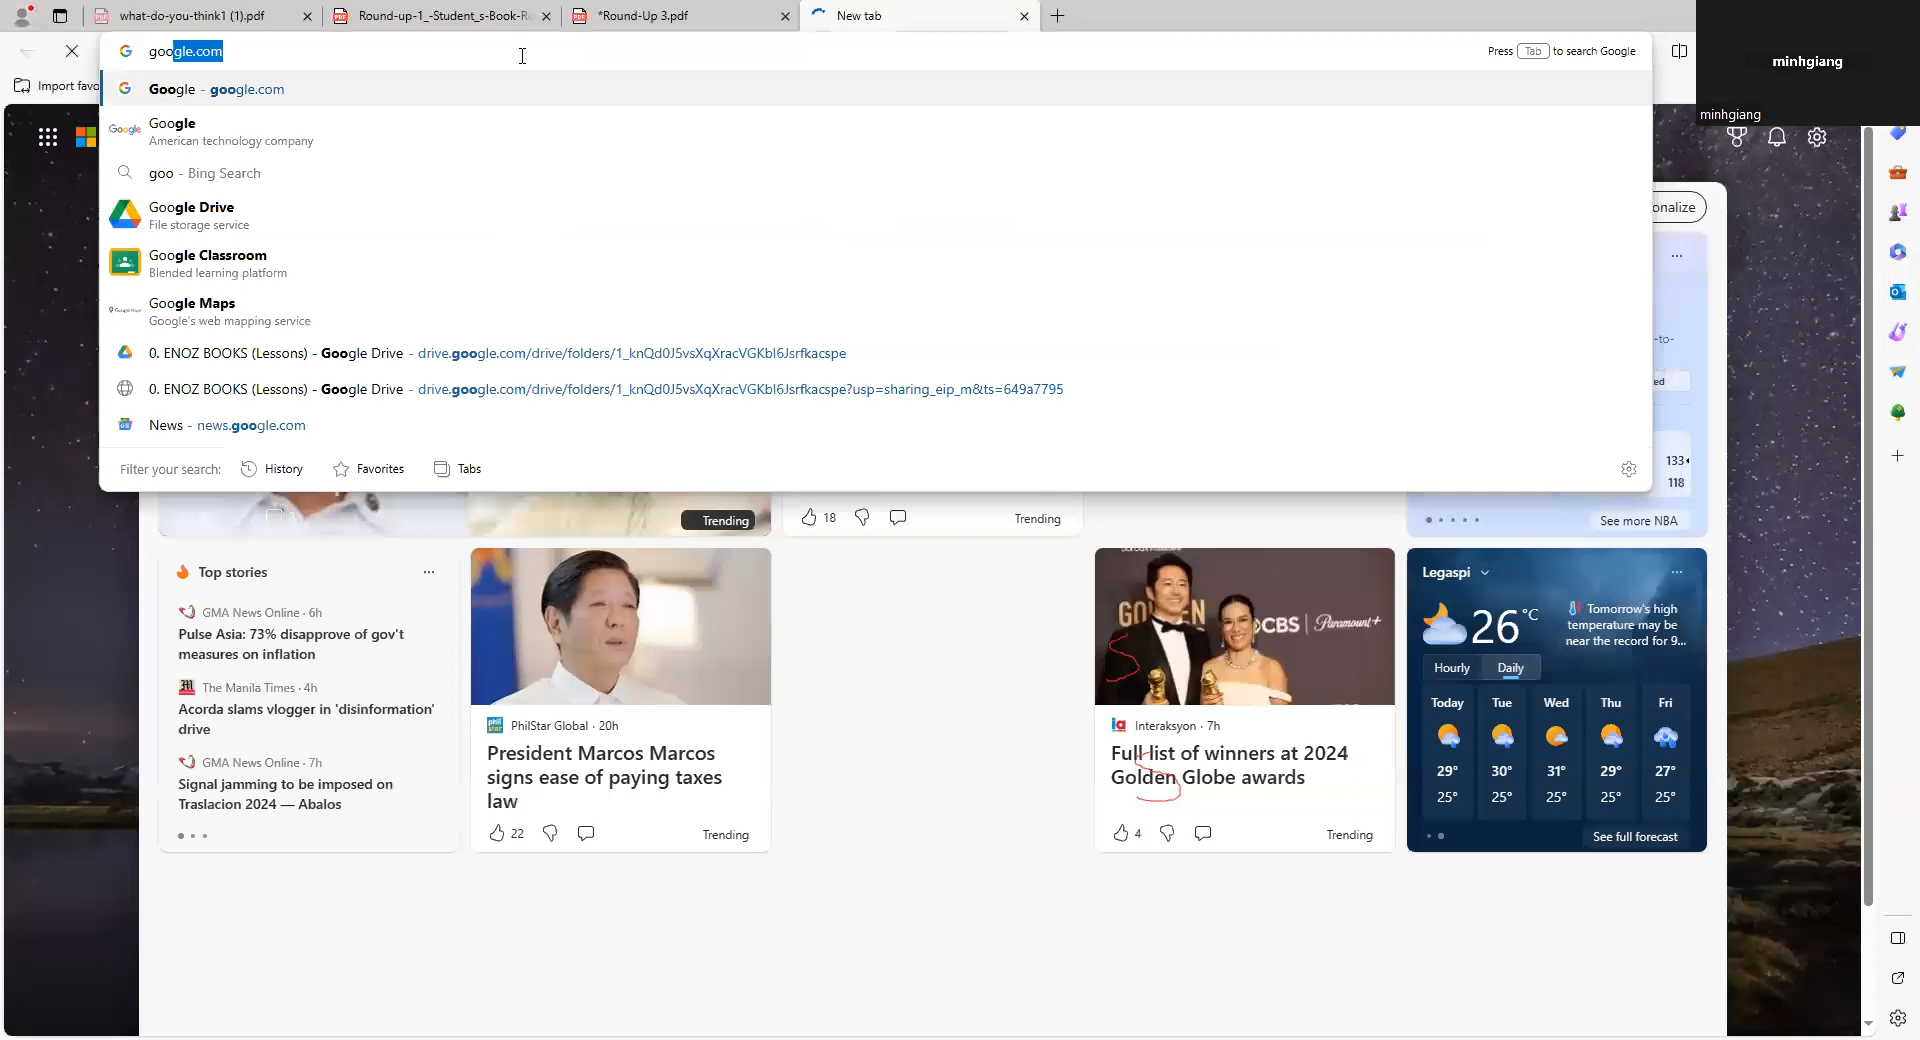 what-do-you-think1 (1).pdf
Round-up-1_-Student_s-Book-R
*Round-Up 3.pdf
New tab
google.com
Press Tab to search Google
minhgiang
minhgiang
Import favo
Google - google.com
Google
American technology company
goo - Bing Search
Google Drive
File storage service
Google Classroom
Blended learning platform
Google Maps
Google's web mapping service
0. ENOZ BOOKS (Lessons) - Google Drive - drive.google.com/drive/folders/1_knQd0J5vsXqXracVGKbI6Jsrfkacspe
0. ENOZ BOOKS (Lessons) - Google Drive - drive.google.com/drive/folders/1_knQd0J5vsXqXracVGKbI6Jsrfkacspe?usp=sharing_eip_m&ts=649a7795
News - news.google.com
Filter your search: History Favorites Tabs
onalize
-to-
ed
133
118
See more NBA
Trending
18
Trending
Top stories
GMA News Online · 6h
Pulse Asia: 73% disapprove of gov't
measures on inflation
The Manila Times · 4h
Acorda slams vlogger in 'disinformation'
drive
GMA News Online · 7h
Signal jamming to be imposed on
Traslacion 2024 — Abalos
PhilStar Global · 20h
President Marcos Marcos
signs ease of paying taxes
law
22
Trending
CBS Paramount+
Interaksyon · 7h
Full list of winners at 2024
Golden Globe awards
4
Trending
Legaspi
26 °C
Tomorrow's high
temperature may be
near the record for 9...
Hourly Daily
Today Tue Wed Thu Fri
29° 30° 31° 29° 27°
25° 25° 25° 25° 25°
See full forecast